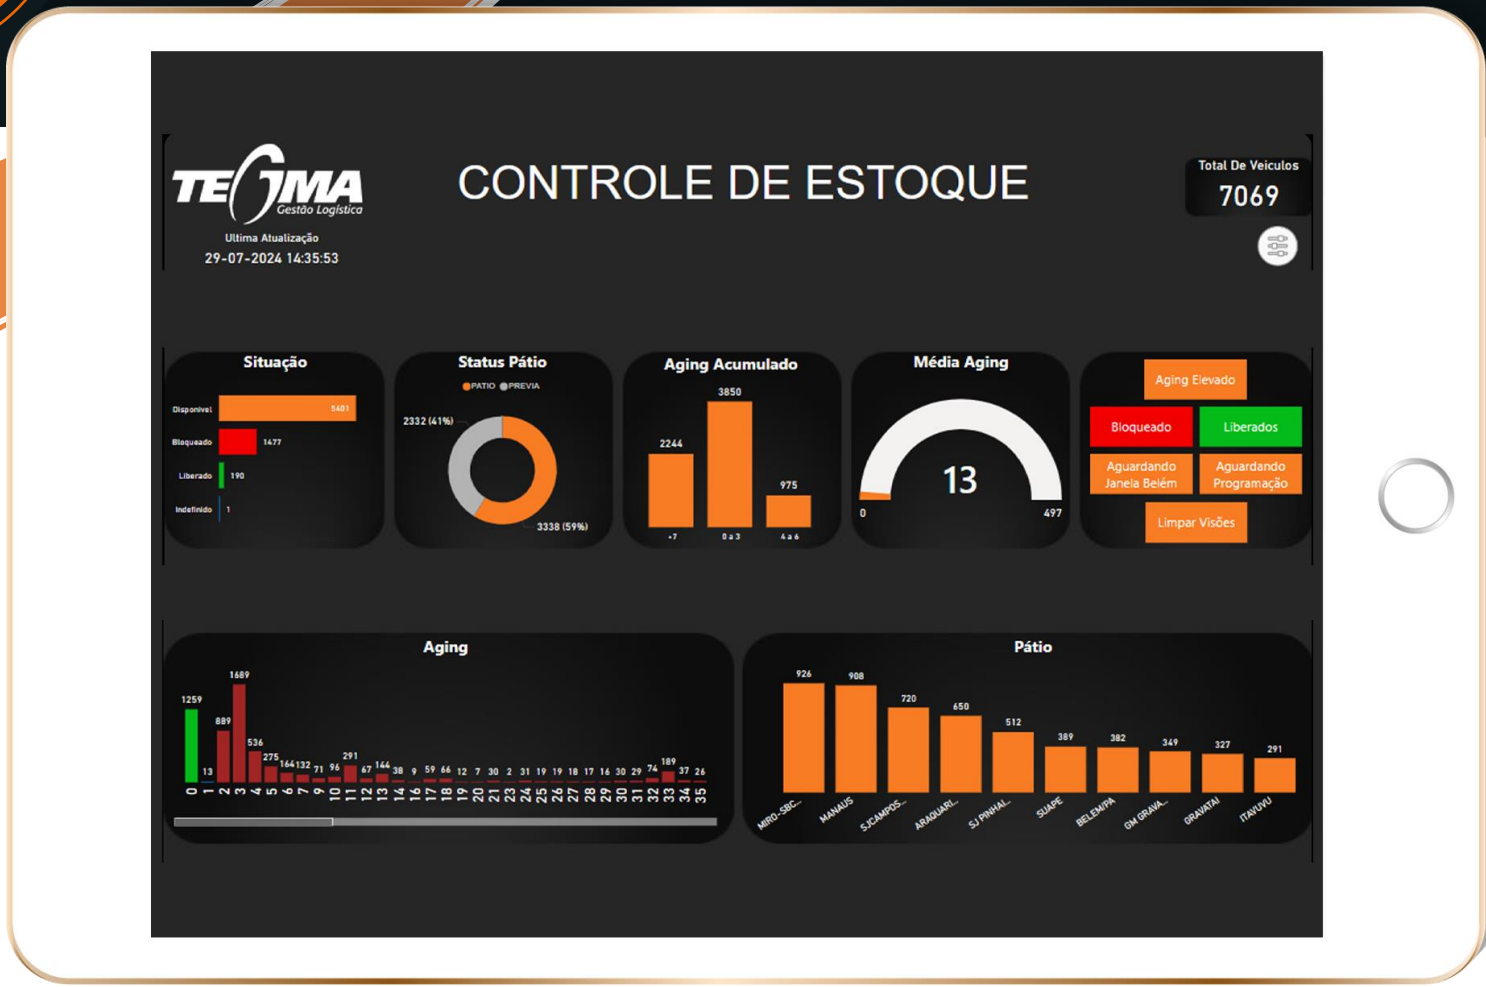 TEGMA
Gestão Logística
CONTROLE DE ESTOQUE
Total De Veiculos
7069
Ultima Atualização
29-07-2024 14:35:53
Situação
Disponivel 5401
Bloqueado 1477
Liberado 190
Indefinido 1
Status Pátio
PATIO PREVIA
2332 (41%)
3338 (59%)
Aging Acumulado
2244 3850 975
+7 0 a 3 4 a 6
Média Aging
13
0 497
Aging Elevado
Bloqueado Liberados
Aguardando Janela Belém
Aguardando Programação
Limpar Visões
Aging
1259 13 889 1689 536 275 164 132 71 96 291 67 144 38 9 59 66 12 7 30 2 31 19 19 18 17 16 30 29 74 189 37 26
0 1 2 3 4 5 6 7 9 10 11 12 13 14 16 17 18 19 20 21 23 24 25 26 27 28 29 30 31 32 33 34 35
Pátio
926 908 720 650 512 389 382 349 327 291
MIRO-SBC... MANAUS SJCAMPOS... ARAQUARI... SJ PINHAI... SUAPE BELEM/PA GM GRAVA... GRAVATAI ITAVUVU